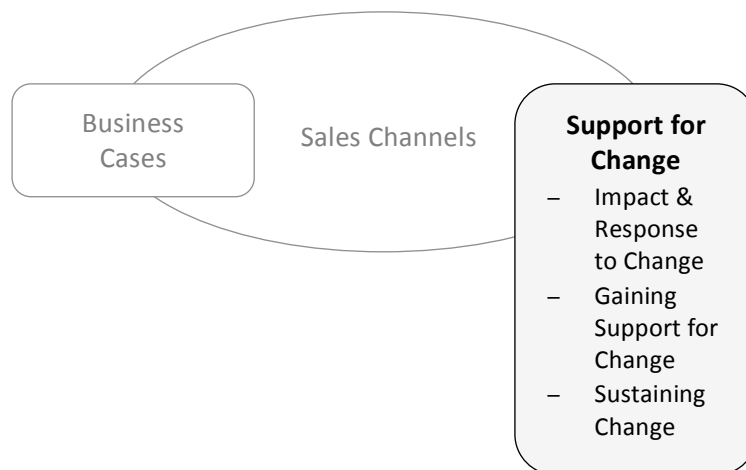 Business
Cases
Sales Channels
Support for
Change
– Impact &
Response
to Change
– Gaining
Support for
Change
– Sustaining
Change